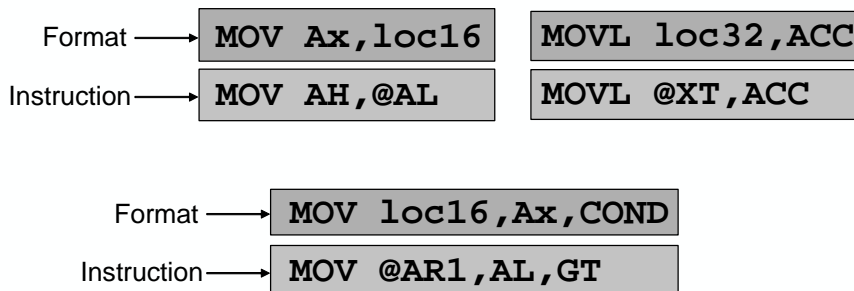 Format MOV Ax,loc16 MOVL loc32,ACC
Instruction MOV AH,@AL MOVL @XT,ACC
Format MOV loc16,Ax,COND
Instruction MOV @AR1,AL,GT